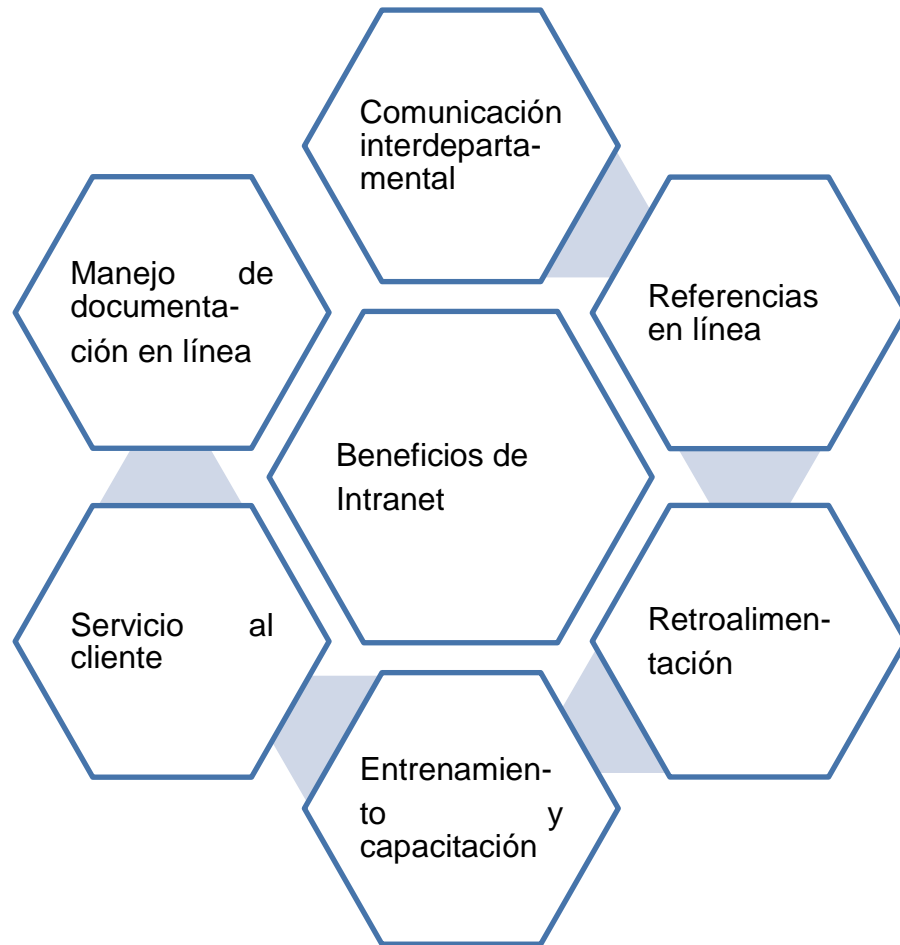 Comunicación
interdeparta-
mental
Referencias
en línea
Retroalimen-
tación
Entrenamien-
to y
capacitación
Servicio al
cliente
Manejo de
documenta-
ción en línea
Beneficios de
Intranet